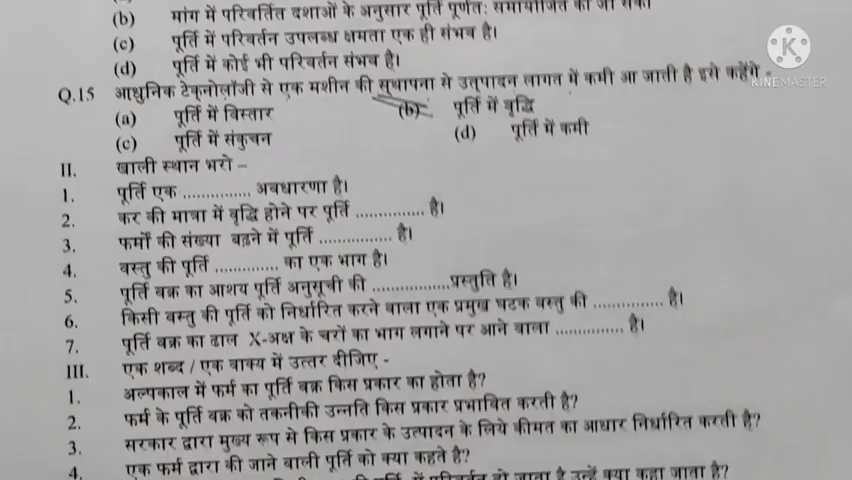 (b) मांग में परिवर्तित दशाओं के अनुसार पूर्ति पूर्णतः समायोजित की जा सके।
(c) पूर्ति में परिवर्तन उपलब्ध क्षमता एक ही संभव है।
(d) पूर्ति में कोई भी परिवर्तन संभव है।
Q.15 आधुनिक टेक्नोलॉजी से एक मशीन की सुथापना से उत्पादन लागत में कमी आ जाती है इसे कहेंगे
(a) पूर्ति में विस्तार (b) पूर्ति में वृद्धि
(c) पूर्ति में संकुचन (d) पूर्ति में कमी
II. खाली स्थान भरो –
1. पूर्ति एक ............... अवधारणा है।
2. कर की मात्रा में वृद्धि होने पर पूर्ति ............... है।
3. फर्मों की संख्या बढ़ने में पूर्ति ................ है।
4. वस्तु की पूर्ति .............. का एक भाग है।
5. पूर्ति वक्र का आशय पूर्ति अनुसूची की .................प्रस्तुति है।
6. किसी वस्तु की पूर्ति को निर्धारित करने वाला एक प्रमुख घटक वस्तु की ............... है।
7. पूर्ति वक्र का ढाल X-अक्ष के चरों का भाग लगाने पर आने वाला ............... है।
III. एक शब्द / एक वाक्य में उत्तर दीजिए -
1. अल्पकाल में फर्म का पूर्ति वक्र किस प्रकार का होता है?
2. फर्म के पूर्ति वक्र को तकनीकी उन्नति किस प्रकार प्रभावित करती है?
3. सरकार द्वारा मुख्य रूप से किस प्रकार के उत्पादन के लिये कीमत का आधार निर्धारित करती है?
4. एक फर्म द्वारा की जाने वाली पूर्ति को क्या कहते है?
में परिवर्तन हो जाता है उन्हें क्या कहा जाता है?
K
KINEMASTER